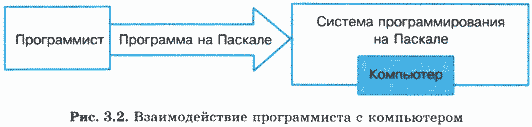 Программист
Программа на Паскале
Система программирования
на Паскале
Компьютер
Рис. 3.2. Взаимодействие программиста с компьютером